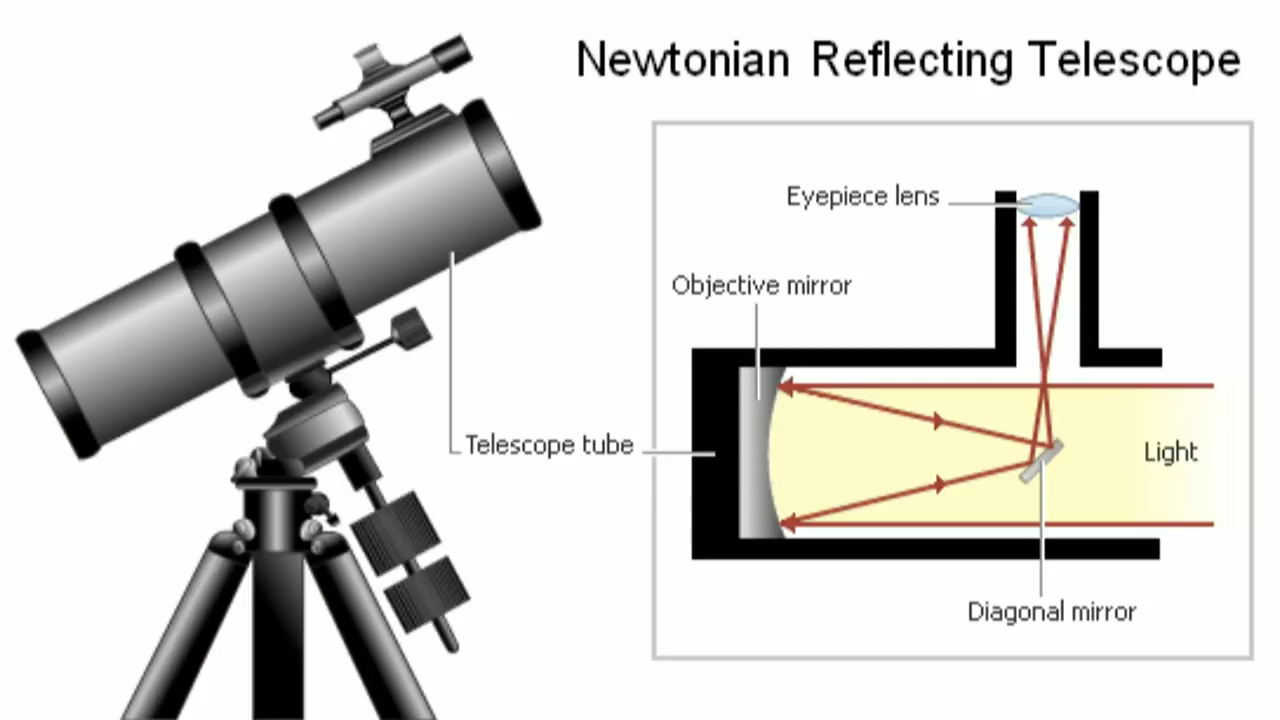 Newtonian Reflecting Telescope
Eyepiece lens
Objective mirror
Telescope tube
Light
Diagonal mirror